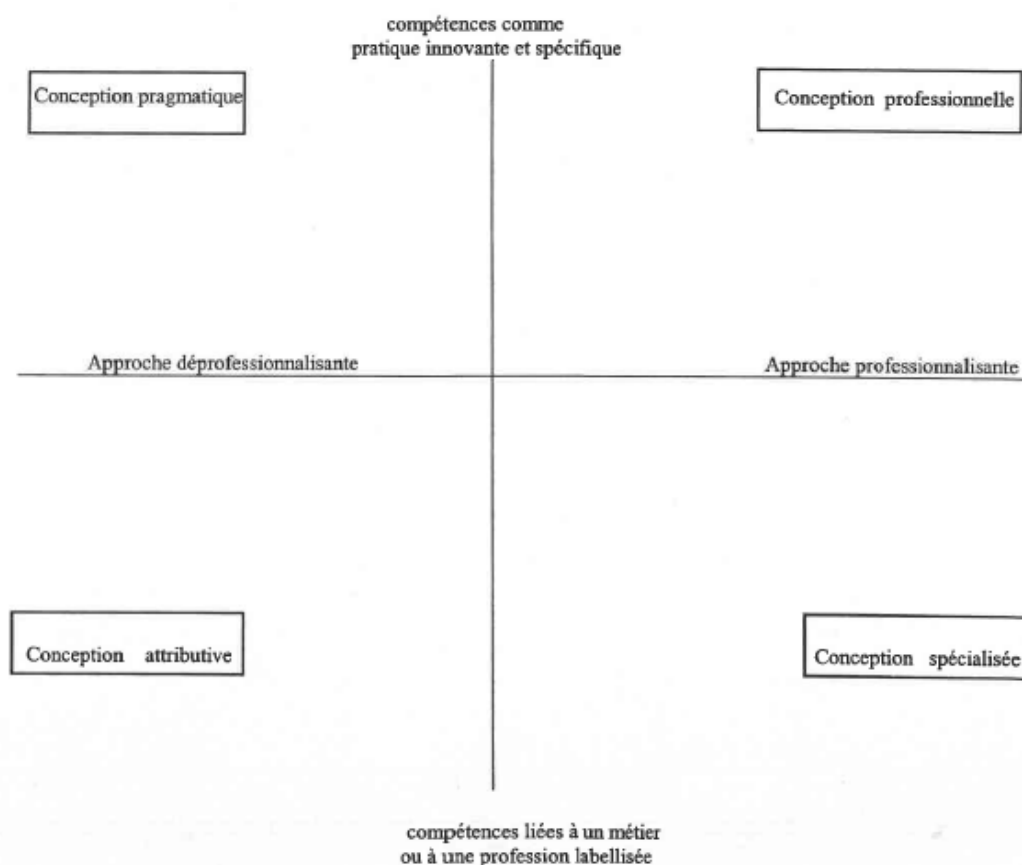 compétences comme
pratique innovante et spécifique
Conception pragmatique
Conception professionnelle
Approche déprofessionnalisante
Approche professionnalisante
Conception attributive
Conception spécialisée
compétences liées à un métier
ou à une profession labellisée